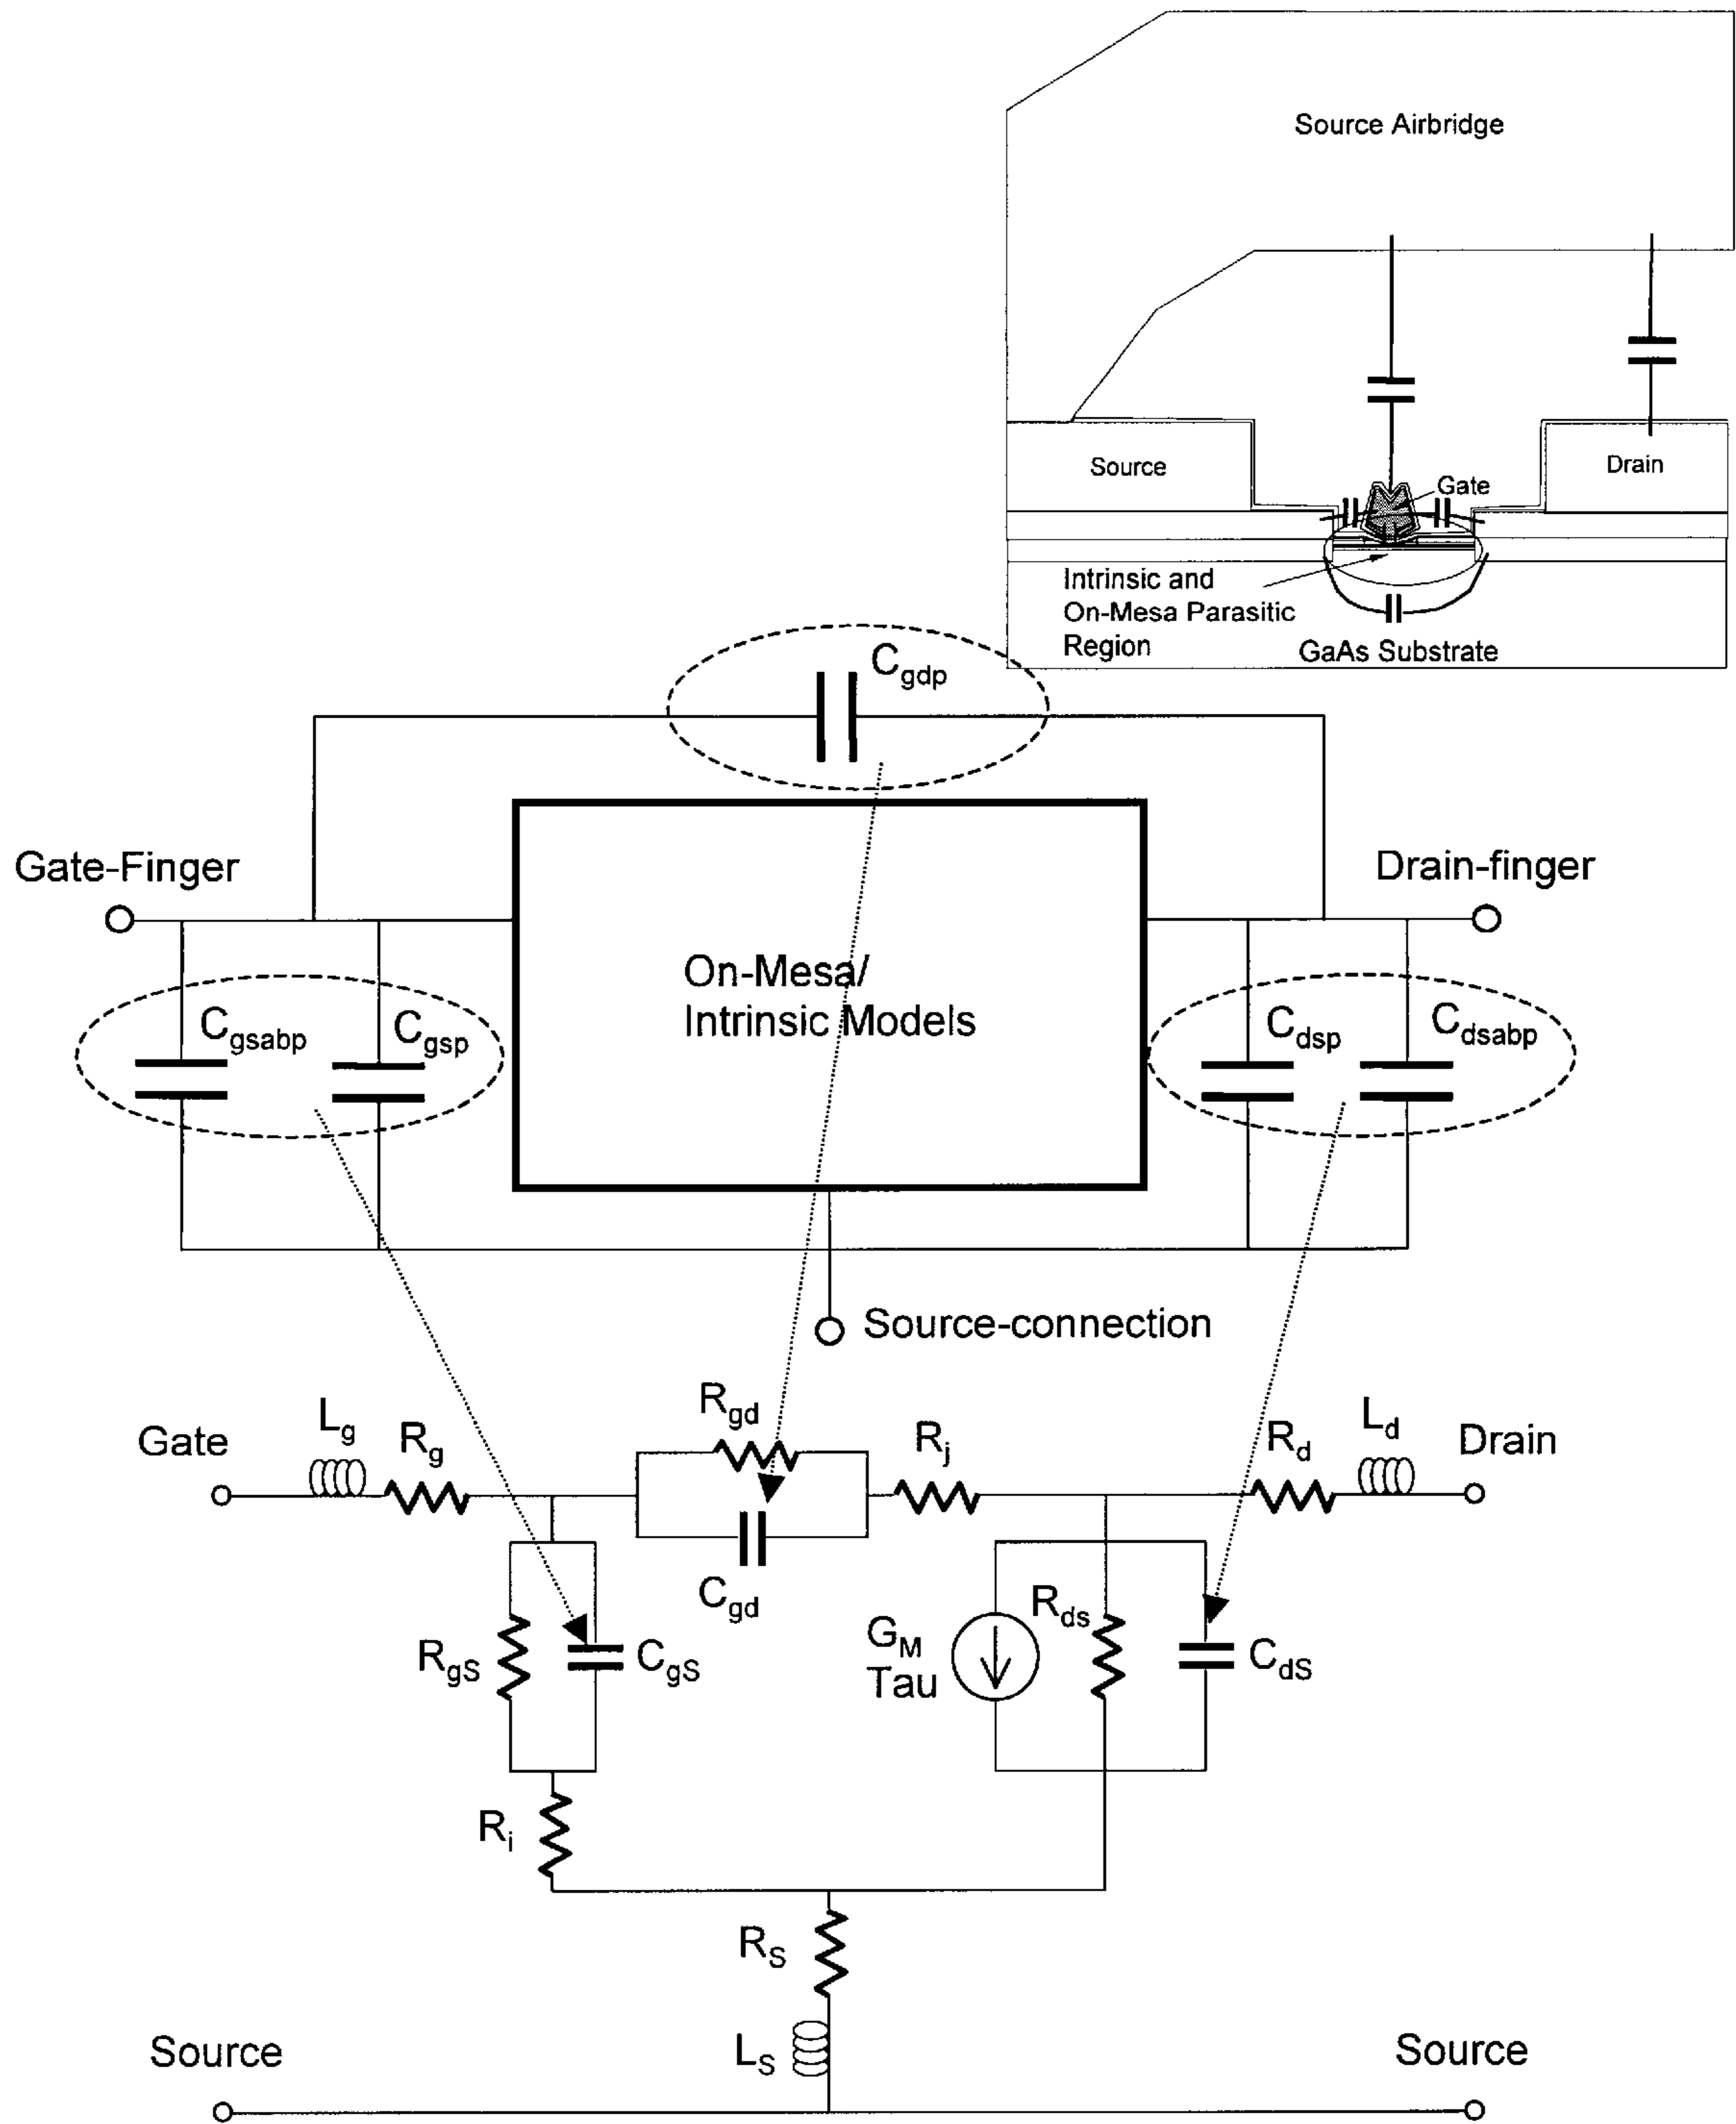 Source Airbridge
Source
Drain
Gate
Intrinsic and
On-Mesa Parasitic
Region
GaAs Substrate
Cgdp
Gate-Finger
Drain-finger
On-Mesa/
Intrinsic Models
Cgsabp
Cgsp
Cdsp
Cdsabp
Source-connection
Gate
Lg
Rg
Rgd
Rj
Rd
Ld
Drain
Cgd
RgS
CgS
GM
Tau
Rds
CdS
Ri
RS
LS
Source
Source